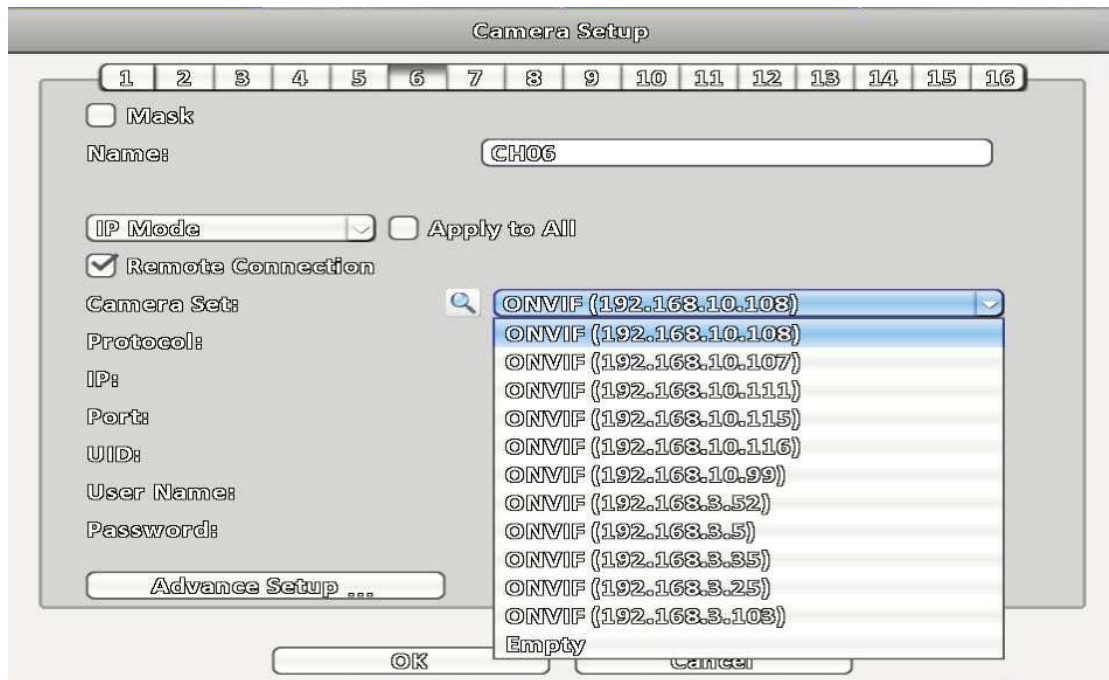 Camera Setup
1 2 3 4 5 6 7 8 9 10 11 12 13 14 15 16
Mask
Name: CH06
IP Mode Apply to All
Remote Connection
Camera Set: ONVIF (192.168.10.108)
Protocol: ONVIF (192.168.10.108)
ONVIF (192.168.10.107)
IP: ONVIF (192.168.10.111)
Port: ONVIF (192.168.10.115)
UID: ONVIF (192.168.10.116)
ONVIF (192.168.10.99)
User Name: ONVIF (192.168.3.52)
Password: ONVIF (192.168.3.5)
ONVIF (192.168.3.35)
Advance Setup ... ONVIF (192.168.3.25)
ONVIF (192.168.3.103)
Empty
OK Cancel